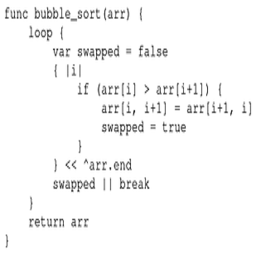 func bubble_sort(arr) {
    loop {
        var swapped = false
        { |i|
            if (arr[i] > arr[i+1]) {
                arr[i, i+1] = arr[i+1, i]
                swapped = true
            }
        } << ^arr.end
        swapped || break
    }
    return arr
}